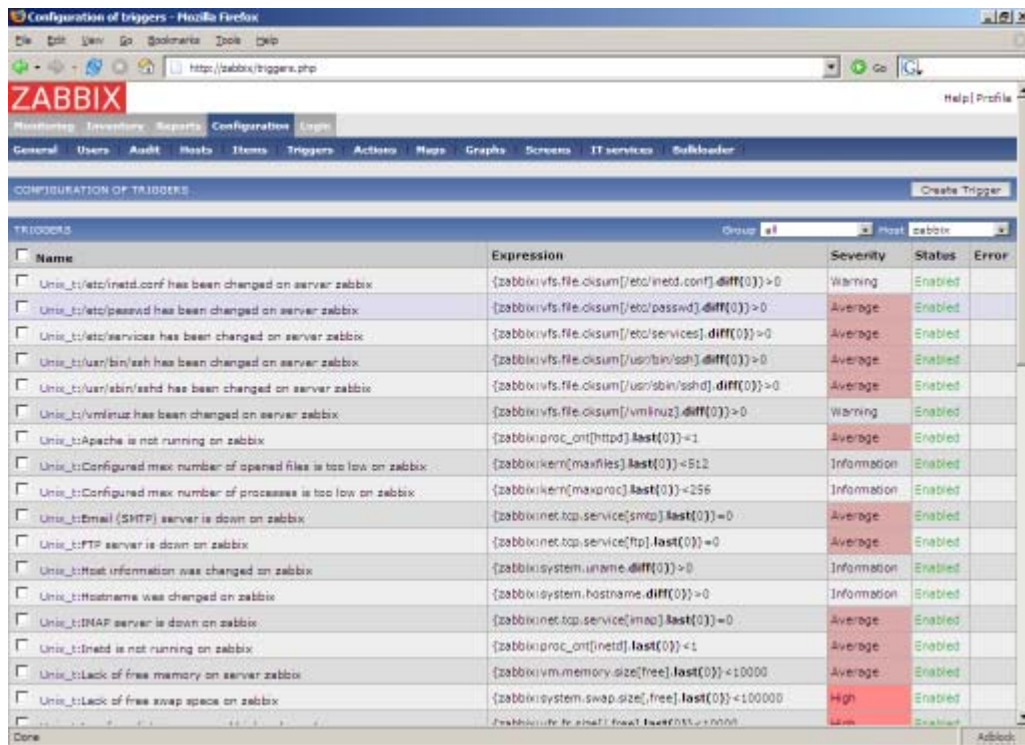 Configuration of triggers - Mozilla Firefox
File Edit View Go Bookmarks Tools Help
http://zabbix/triggers.php Go
ZABBIX Help | Profile
Monitoring Inventory Reports Configuration Login
General Users Audit Hosts Items Triggers Actions Maps Graphs Screens IT services Bulkloader
CONFIGURATION OF TRIGGERS Create Trigger
TRIGGERS Group all Host zabbix
Name Expression Severity Status Error
Unix_t:/etc/inetd.conf has been changed on server zabbix {zabbix:vfs.file.cksum[/etc/inetd.conf].diff(0)}>0 Warning Enabled
Unix_t:/etc/passwd has been changed on server zabbix {zabbix:vfs.file.cksum[/etc/passwd].diff(0)}>0 Average Enabled
Unix_t:/etc/services has been changed on server zabbix {zabbix:vfs.file.cksum[/etc/services].diff(0)}>0 Average Enabled
Unix_t:/usr/bin/ssh has been changed on server zabbix {zabbix:vfs.file.cksum[/usr/bin/ssh].diff(0)}>0 Average Enabled
Unix_t:/usr/sbin/sshd has been changed on server zabbix {zabbix:vfs.file.cksum[/usr/sbin/sshd].diff(0)}>0 Average Enabled
Unix_t:/vmlinuz has been changed on server zabbix {zabbix:vfs.file.cksum[/vmlinuz].diff(0)}>0 Warning Enabled
Unix_t:Apache is not running on zabbix {zabbix:proc_cnt[httpd].last(0)}<1 Average Enabled
Unix_t:Configured max number of opened files is too low on zabbix {zabbix:kern[maxfiles].last(0)}<512 Information Enabled
Unix_t:Configured max number of processes is too low on zabbix {zabbix:kern[maxproc].last(0)}<256 Information Enabled
Unix_t:Email (SMTP) server is down on zabbix {zabbix:net.tcp.service[smtp].last(0)}=0 Average Enabled
Unix_t:FTP server is down on zabbix {zabbix:net.tcp.service[ftp].last(0)}=0 Average Enabled
Unix_t:Host information was changed on zabbix {zabbix:system.uname.diff(0)}>0 Information Enabled
Unix_t:Hostname was changed on zabbix {zabbix:system.hostname.diff(0)}>0 Information Enabled
Unix_t:IMAP server is down on zabbix {zabbix:net.tcp.service[imap].last(0)}=0 Average Enabled
Unix_t:Inetd is not running on zabbix {zabbix:proc_cnt[inetd].last(0)}<1 Average Enabled
Unix_t:Lack of free memory on server zabbix {zabbix:vm.memory.size[free].last(0)}<10000 Average Enabled
Unix_t:Lack of free swap space on zabbix {zabbix:system.swap.size[,free].last(0)}<100000 High Enabled
High Enabled
Done Adblock